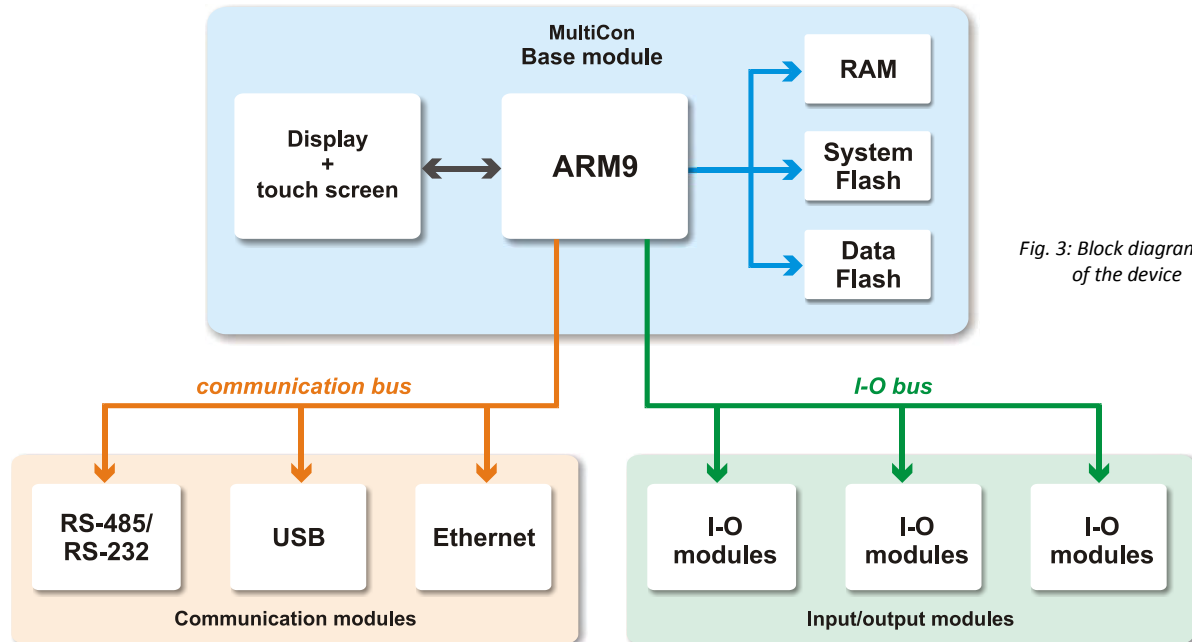 MultiCon
Base module
Display
+
touch screen
ARM9
RAM
System
Flash
Data
Flash
Fig. 3: Block diagram
of the device
communication bus
I-O bus
RS-485/
RS-232
USB
Ethernet
Communication modules
I-O
modules
I-O
modules
I-O
modules
Input/output modules